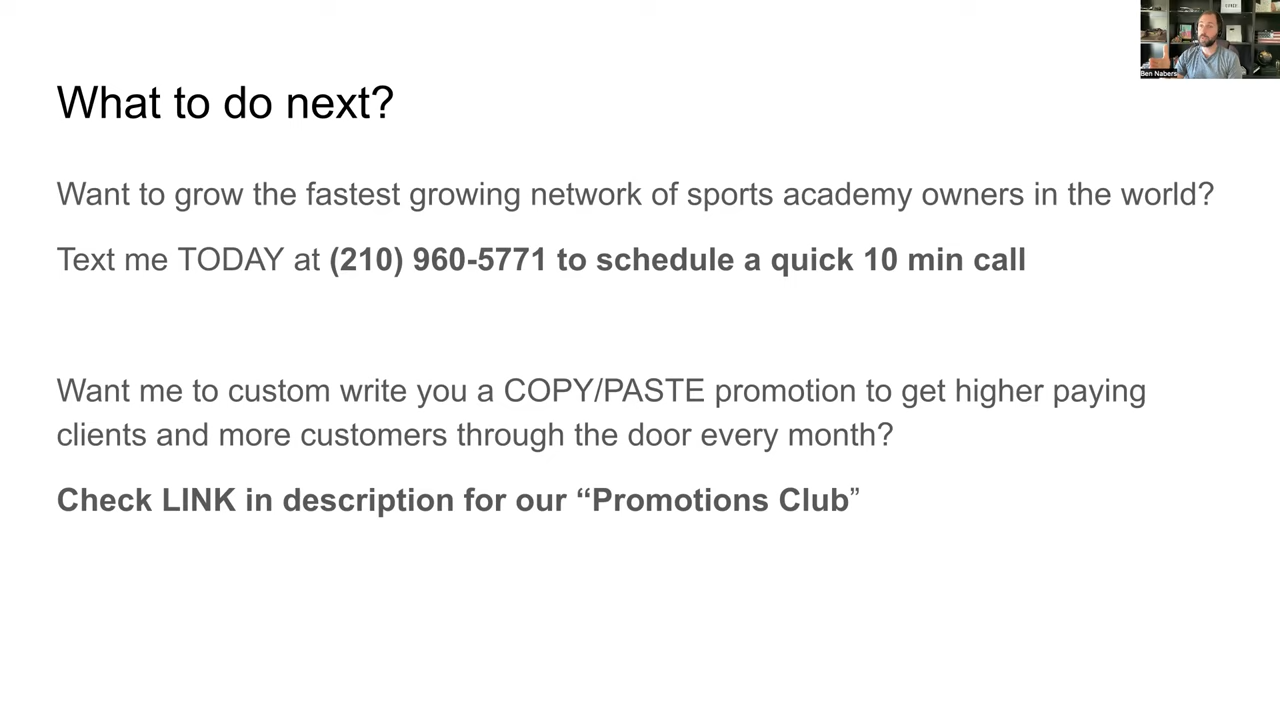 Ben Nabers
What to do next?
Want to grow the fastest growing network of sports academy owners in the world?
Text me TODAY at (210) 960-5771 to schedule a quick 10 min call
Want me to custom write you a COPY/PASTE promotion to get higher paying
clients and more customers through the door every month?
Check LINK in description for our “Promotions Club”